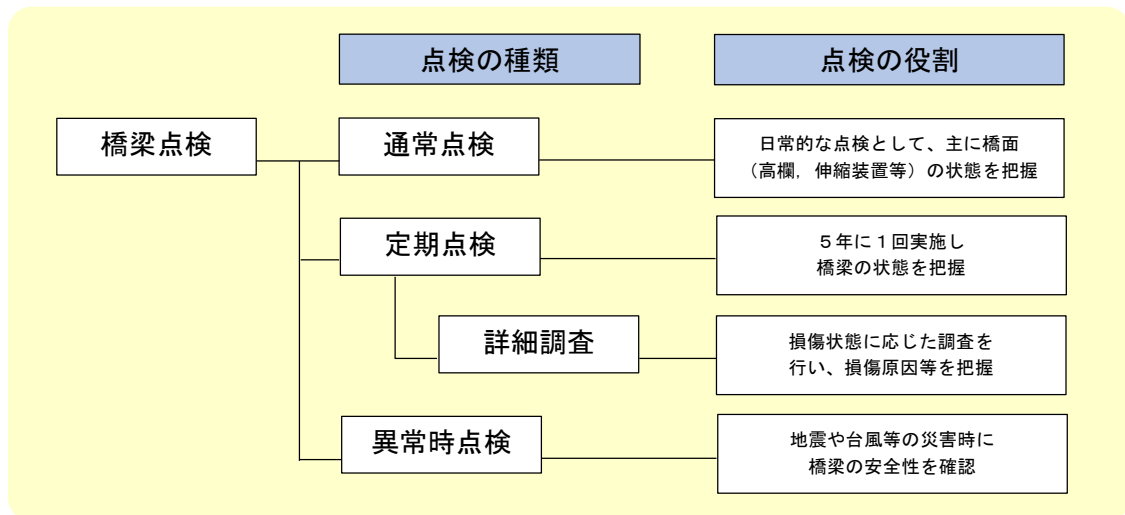 点検の種類
点検の役割
橋梁点検
通常点検
日常的な点検として、主に橋面
（高欄，伸縮装置等）の状態を把握
定期点検
５年に１回実施し
橋梁の状態を把握
詳細調査
損傷状態に応じた調査を
行い、損傷原因等を把握
異常時点検
地震や台風等の災害時に
橋梁の安全性を確認